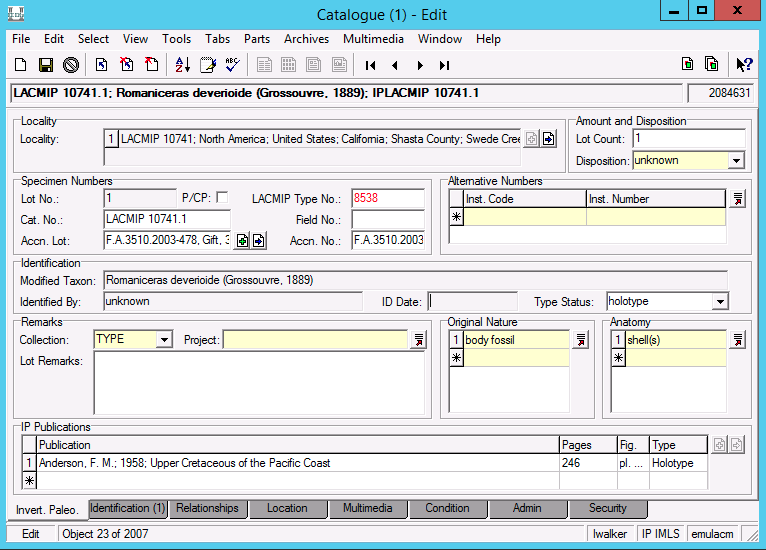 Catalogue (1) - Edit
File Edit Select View Tools Tabs Parts Archives Multimedia Window Help
LACMIP 10741.1; Romaniceras deverioide (Grossouvre, 1889); IPLACMIP 10741.1 2084631
Locality
Locality: 1 LACMIP 10741; North America; United States; California; Shasta County; Swede Cree
Amount and Disposition
Lot Count: 1
Disposition: unknown
Specimen Numbers
Lot No.: 1 P/CP: LACMIP Type No.: 8538
Cat. No.: LACMIP 10741.1 Field No.:
Accn. Lot: F.A.3510.2003-478, Gift, 3 Accn. No.: F.A.3510.2003
Alternative Numbers
Inst. Code Inst. Number
Identification
Modified Taxon: Romaniceras deverioide (Grossouvre, 1889)
Identified By: unknown ID Date: Type Status: holotype
Remarks
Collection: TYPE Project:
Lot Remarks:
Original Nature
1 body fossil
Anatomy
1 shell(s)
IP Publications
Publication Pages Fig. Type
1 Anderson, F. M.; 1958; Upper Cretaceous of the Pacific Coast 246 pl. ... Holotype
Invert. Paleo. Identification (1) Relationships Location Multimedia Condition Admin Security
Edit Object 23 of 2007 lwalker IP IMLS emulacm